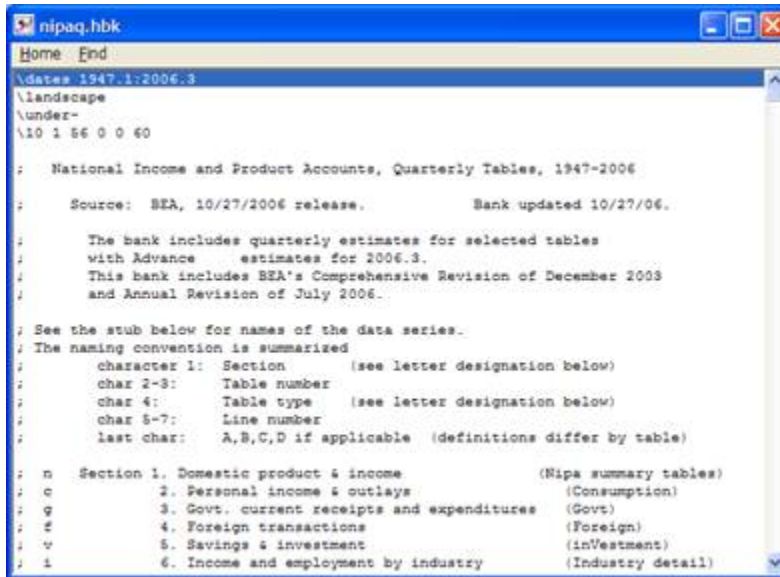 nipaq.hbk
Home Find
\dates 1947.1:2006.3
\landscape
\under-
\10 1 56 0 0 60
; National Income and Product Accounts, Quarterly Tables, 1947-2006
; Source: BEA, 10/27/2006 release. Bank updated 10/27/06.
; The bank includes quarterly estimates for selected tables
; with Advance estimates for 2006.3.
; This bank includes BEA's Comprehensive Revision of December 2003
; and Annual Revision of July 2006.
; See the stub below for names of the data series.
; The naming convention is summarized
; character 1: Section (see letter designation below)
; char 2-3: Table number
; char 4: Table type (see letter designation below)
; char 5-7: Line number
; last char: A,B,C,D if applicable (definitions differ by table)
; n Section 1. Domestic product & income (Nipa summary tables)
; c 2. Personal income & outlays (Consumption)
; g 3. Govt. current receipts and expenditures (Govt)
; f 4. Foreign transactions (Foreign)
; v 5. Savings & investment (inVestment)
; i 6. Income and employment by industry (Industry detail)